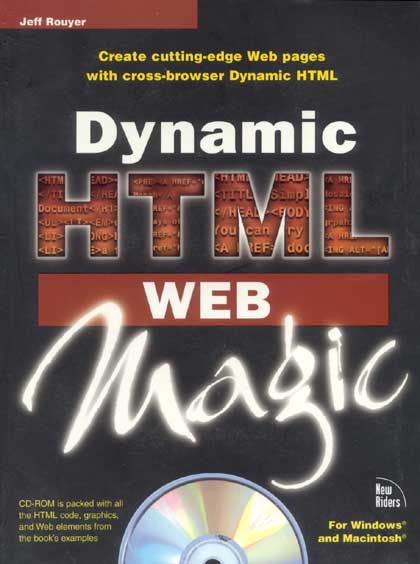 Jeff Rouyer
Create cutting-edge Web pages
with cross-browser Dynamic HTML
Dynamic
HTML
WEB
Magic
CD-ROM is packed with all
the HTML code, graphics,
and Web elements from
the book's examples
New
Riders
For Windows®
and Macintosh®